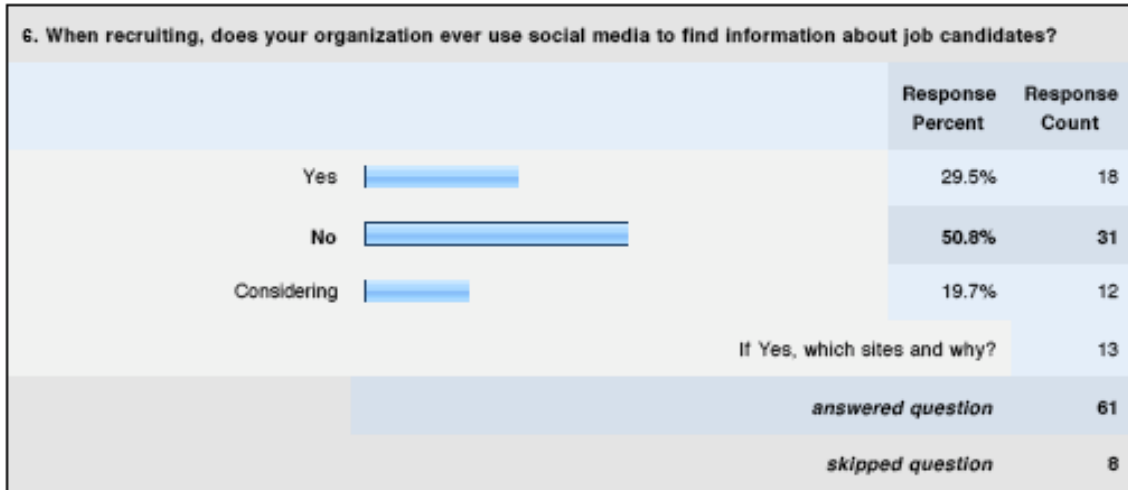 6. When recruiting, does your organization ever use social media to find information about job candidates?
Response Percent Response Count
Yes 29.5% 18
No 50.8% 31
Considering 19.7% 12
If Yes, which sites and why? 13
answered question 61
skipped question 8